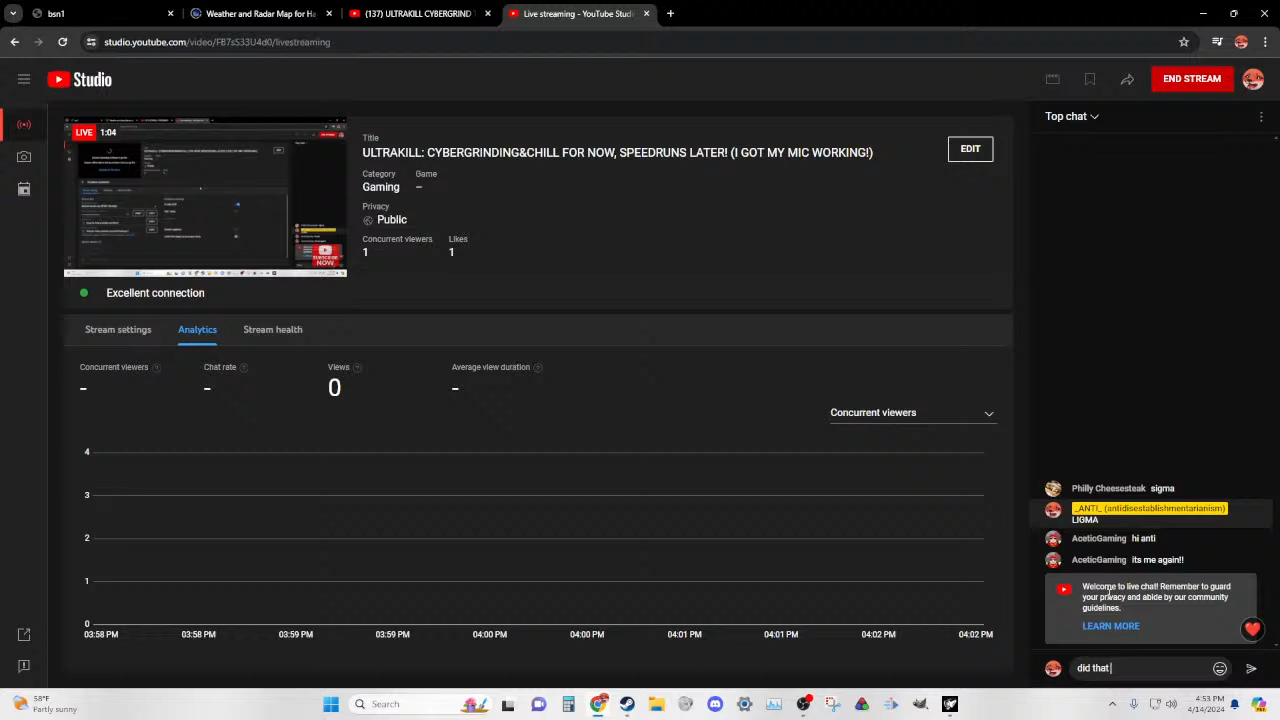 bsn1
Weather and Radar Map for Ha
(137) ULTRAKILL CYBERGRIND
Live streaming - YouTube Studi
studio.youtube.com/video/FB7sS33U4d0/livestreaming
Studio
END STREAM
LIVE 1:04
Title
ULTRAKILL: CYBERGRINDING&CHILL FOR NOW, SPEEDRUNS LATER! (I GOT MY MIC WORKING!)
EDIT
Category Game
Gaming –
Privacy
Public
Concurrent viewers Likes
1 1
SUBSCRIBE
NOW
Excellent connection
Stream settings Analytics Stream health
Concurrent viewers Chat rate Views Average view duration
- - 0 -
Concurrent viewers
4
3
2
1
0
03:58 PM 03:58 PM 03:59 PM 03:59 PM 04:00 PM 04:00 PM 04:01 PM 04:01 PM 04:02 PM 04:02 PM
Top chat
Philly Cheesesteak sigma
_ANTI_ (antidisestablishmentarianism)
LIGMA
AceticGaming hi anti
AceticGaming its me again!!
Welcome to live chat! Remember to guard
your privacy and abide by our community
guidelines.
LEARN MORE
did that
58°F
Partly sunny
Search
4:53 PM
4/14/2024